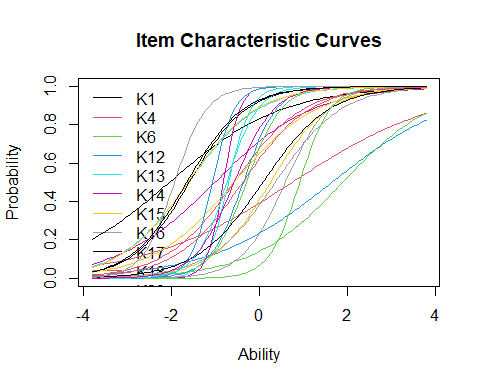 Item Characteristic Curves
Probability
1.0
0.8
0.6
0.4
0.2
0.0
K1
K4
K6
K12
K13
K14
K15
K16
K17
-4
-2
0
2
4
Ability